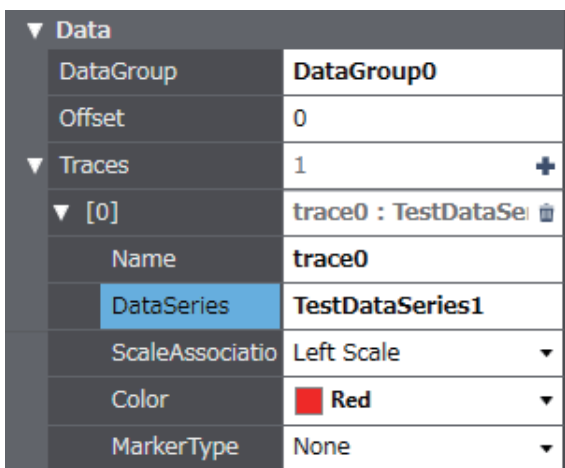 Data
DataGroup DataGroup0
Offset 0
Traces 1
[0] trace0 : TestDataSe
Name trace0
DataSeries TestDataSeries1
ScaleAssociatio Left Scale
Color Red
MarkerType None